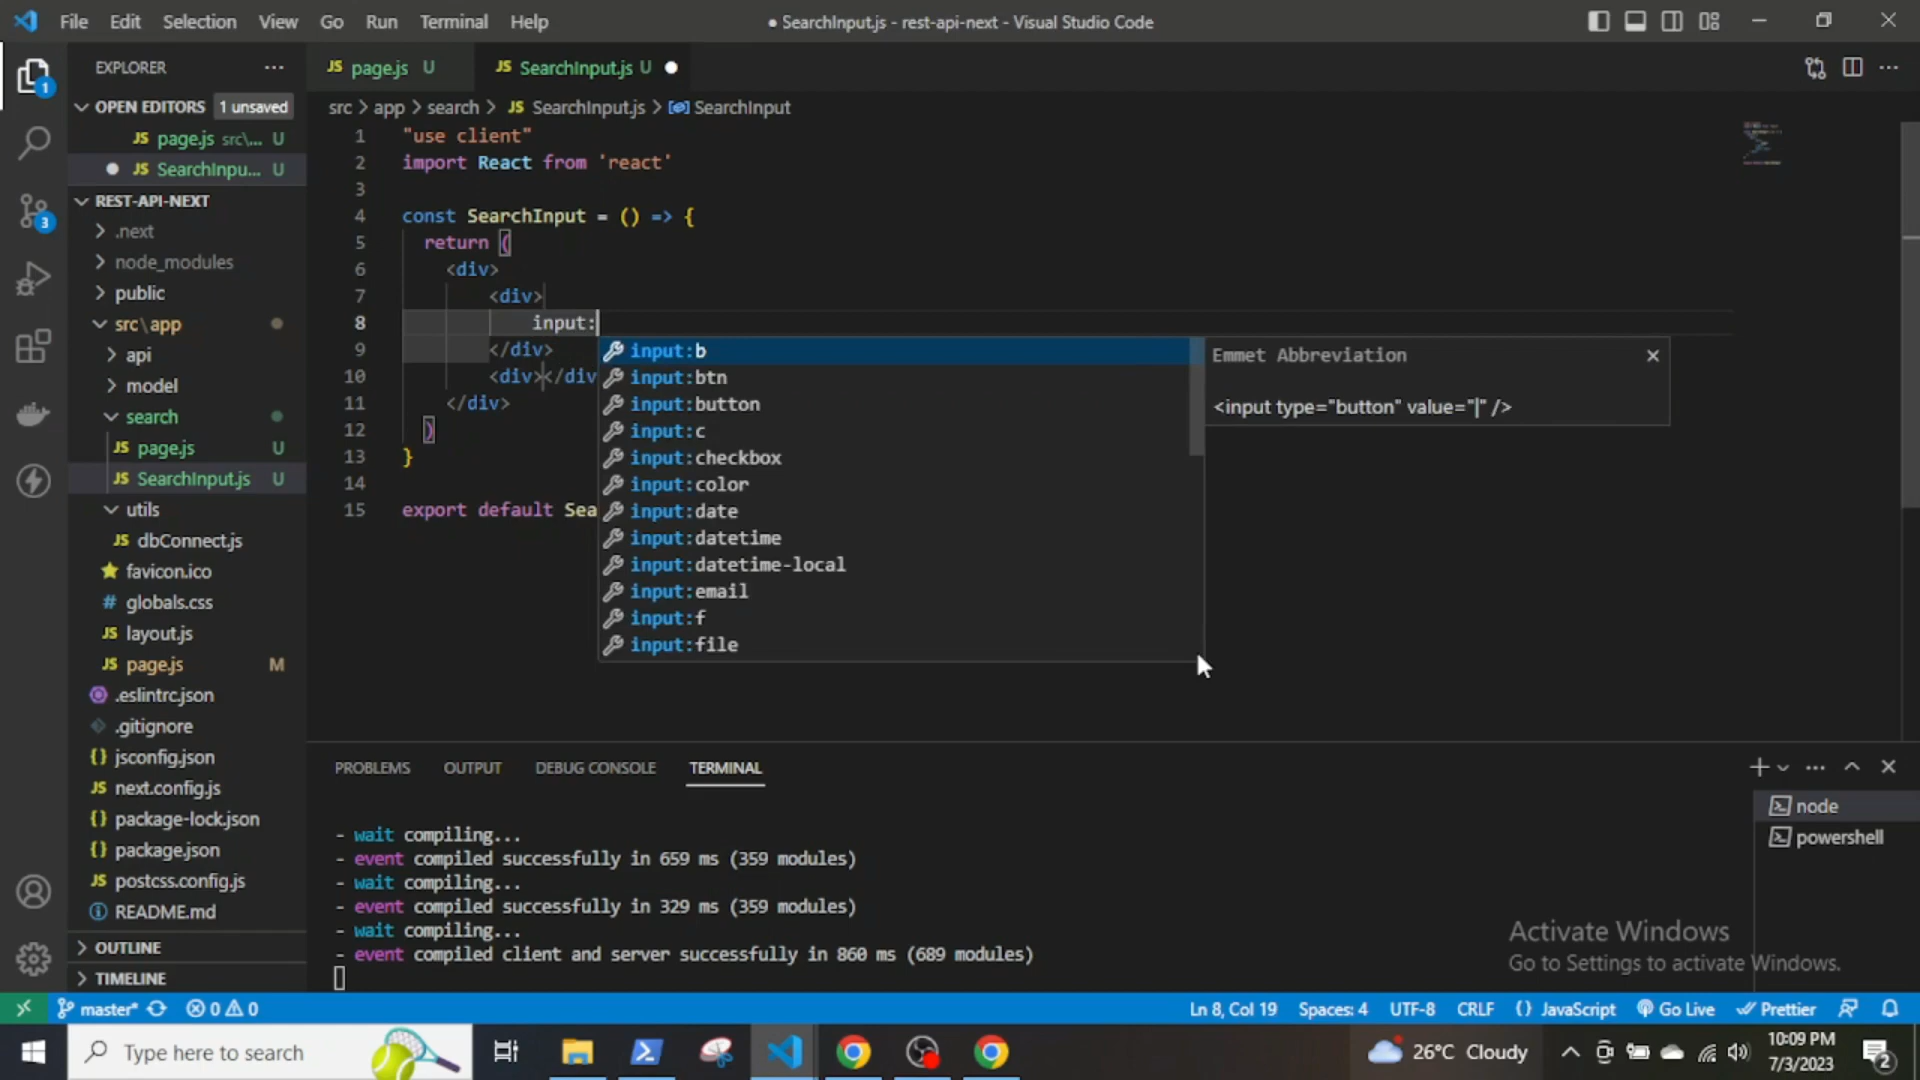 File Edit Selection View Go Run Terminal Help
● SearchInput.js - rest-api-next - Visual Studio Code
EXPLORER
OPEN EDITORS 1 unsaved
JS page.js src\... U
● JS SearchInpu... U
REST-API-NEXT
.next
node_modules
public
src\app
api
model
search
JS page.js U
JS SearchInput.js U
utils
JS dbConnect.js
favicon.ico
# globals.css
JS layout.js
JS page.js M
.eslintrc.json
.gitignore
{} jsconfig.json
JS next.config.js
{} package-lock.json
{} package.json
JS postcss.config.js
README.md
OUTLINE
TIMELINE
1
3
JS page.js U
JS SearchInput.js U ●
src > app > search > JS SearchInput.js > SearchInput
1 "use client"
2 import React from 'react'
3
4 const SearchInput = () => {
5 return (
6 <div>
7 <div>
8 input:
9 </div>
10 <div></div
11 </div>
12 )
13 }
14
15 export default Sea
input:b
input:btn
input:button
input:c
input:checkbox
input:color
input:date
input:datetime
input:datetime-local
input:email
input:f
input:file
Emmet Abbreviation
<input type="button" value="|" />
PROBLEMS OUTPUT DEBUG CONSOLE TERMINAL
- wait compiling...
- event compiled successfully in 659 ms (359 modules)
- wait compiling...
- event compiled successfully in 329 ms (359 modules)
- wait compiling...
- event compiled client and server successfully in 860 ms (689 modules)
node
powershell
Activate Windows
Go to Settings to activate Windows.
master* 0 0
Ln 8, Col 19 Spaces: 4 UTF-8 CRLF {} JavaScript Go Live Prettier
Type here to search
26°C Cloudy
10:09 PM
7/3/2023
2